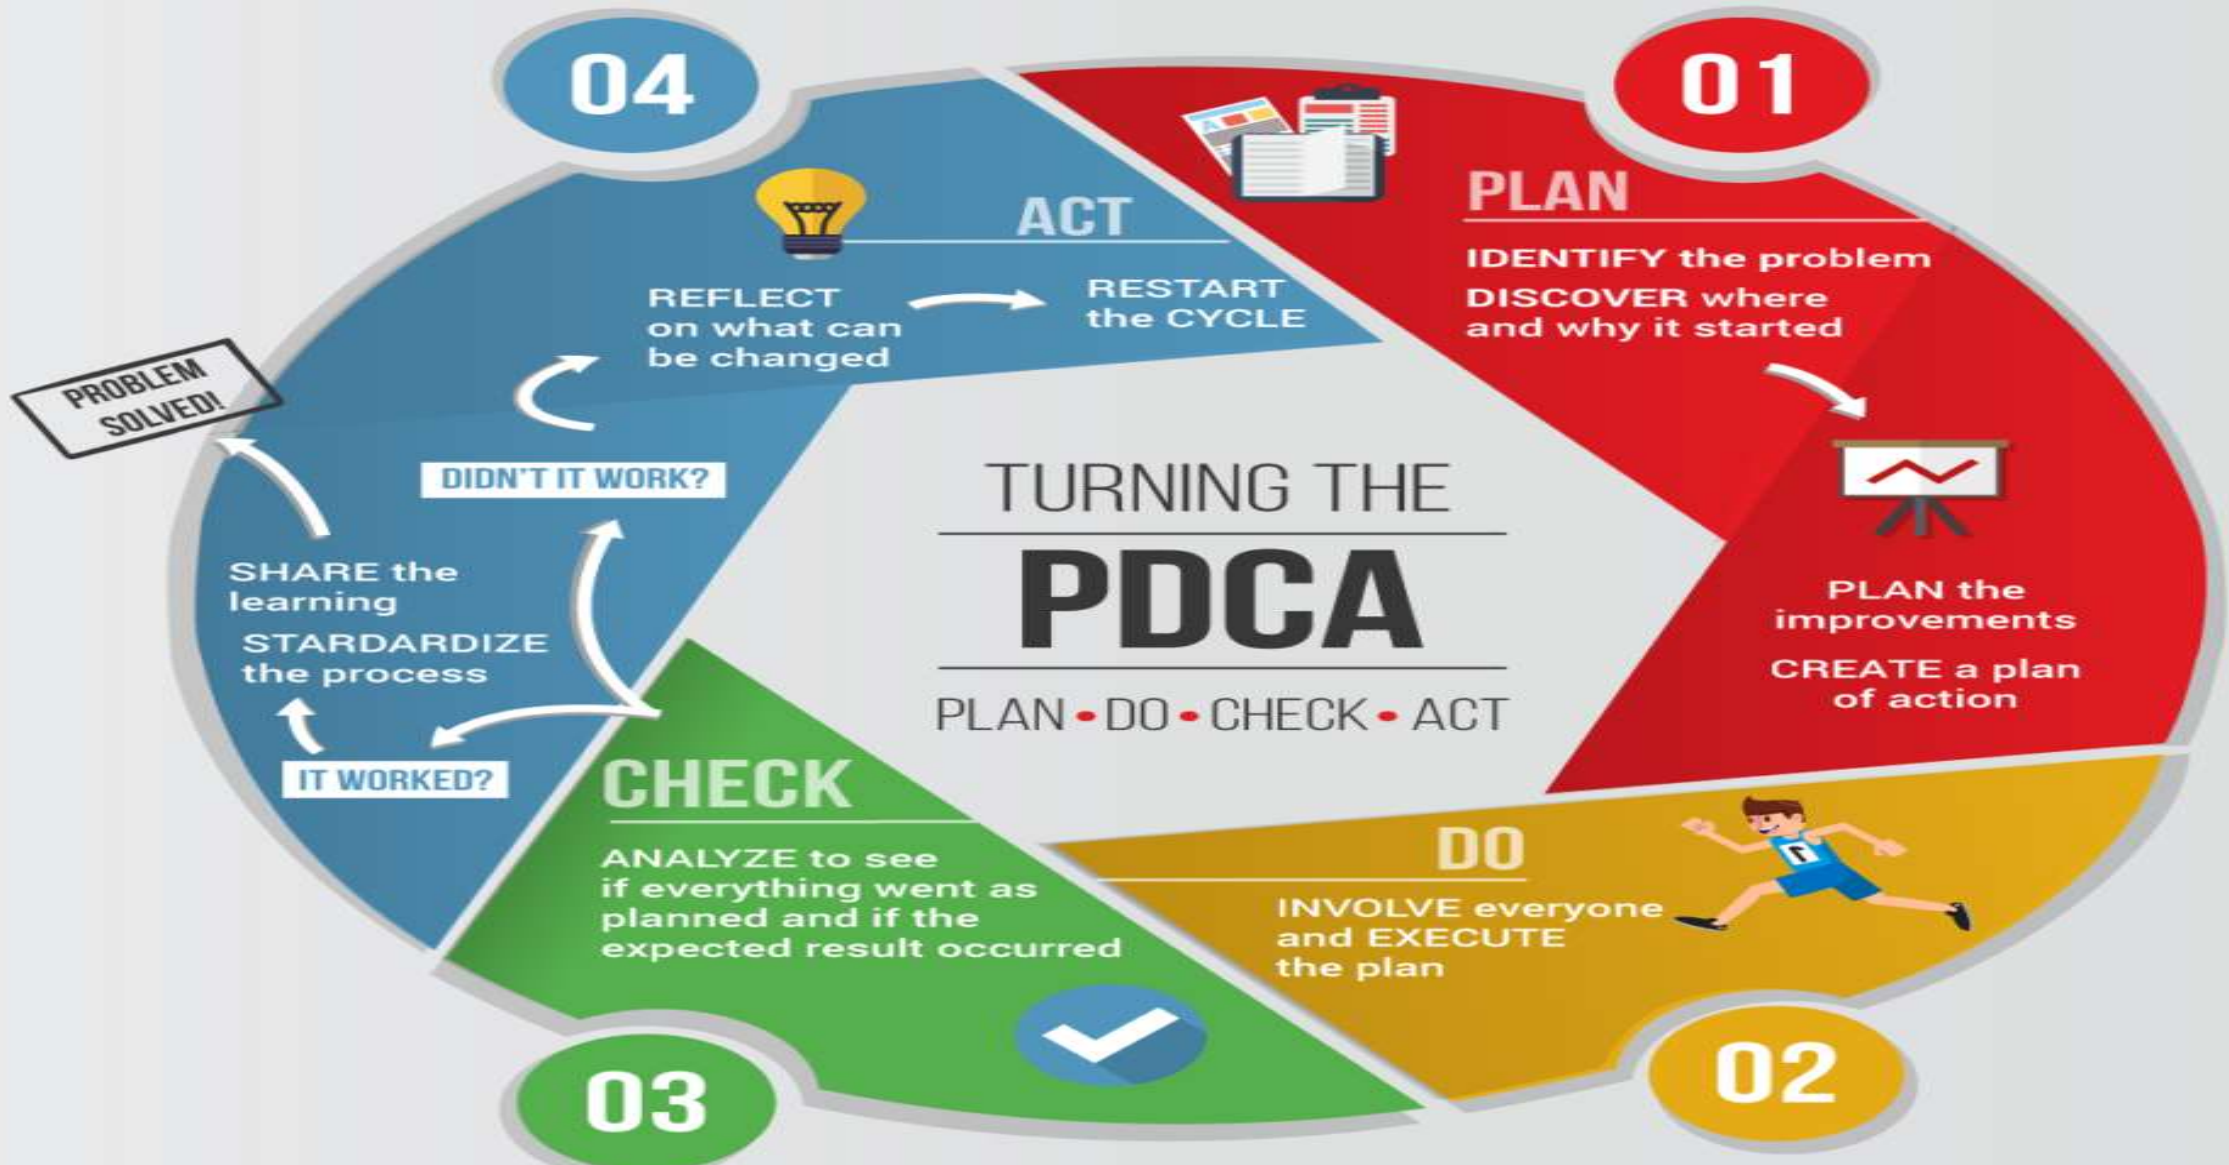 TURNING THE
PDCA
PLAN • DO • CHECK • ACT
01
PLAN
IDENTIFY the problem
DISCOVER where
and why it started
PLAN the
improvements
CREATE a plan
of action
02
DO
INVOLVE everyone
and EXECUTE
the plan
1
03
CHECK
ANALYZE to see
if everything went as
planned and if the
expected result occurred
04
ACT
IT WORKED?
STARDARDIZE
the process
SHARE the
learning
PROBLEM
SOLVED!
DIDN'T IT WORK?
REFLECT
on what can
be changed
RESTART
the CYCLE
A